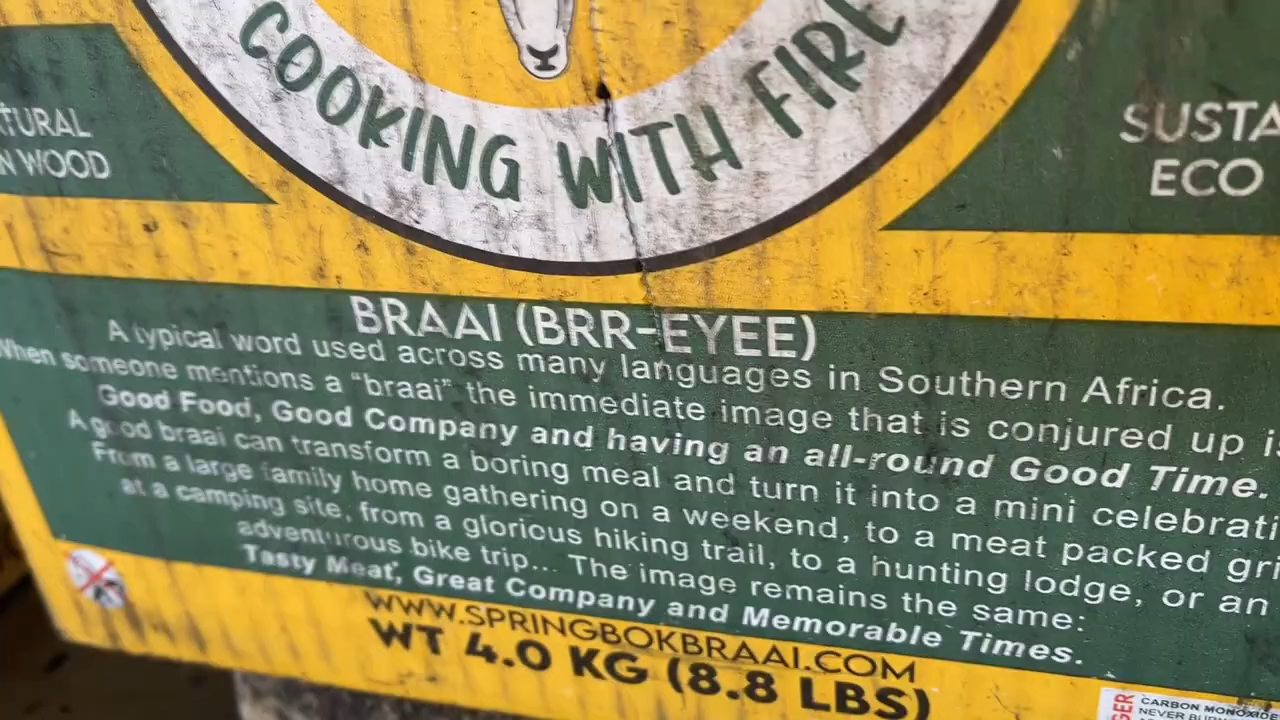 COOKING WITH FIRE
WOOD
ECO
BRAAI (BRR-EYEE)
A typical word used across many languages in Southern Africa.
When someone mentions a "braai" the immediate image that is conjured up
Good Food, Good Company and having an all-round Good Time.
A good braai can transform a boring meal and turn it into a mini
From a large family home gathering on a weekend, to a meat packed
at a camping site, from a glorious hiking trail, to a hunting lodge, or an
adventurous bike trip... The image remains the same:
Tasty Meat, Great Company and Memorable Times.
WWW.SPRINGBOKBRAAI.COM
WT 4.0 KG (8.8 LBS)
CARBON MONOXIDE
NEVER